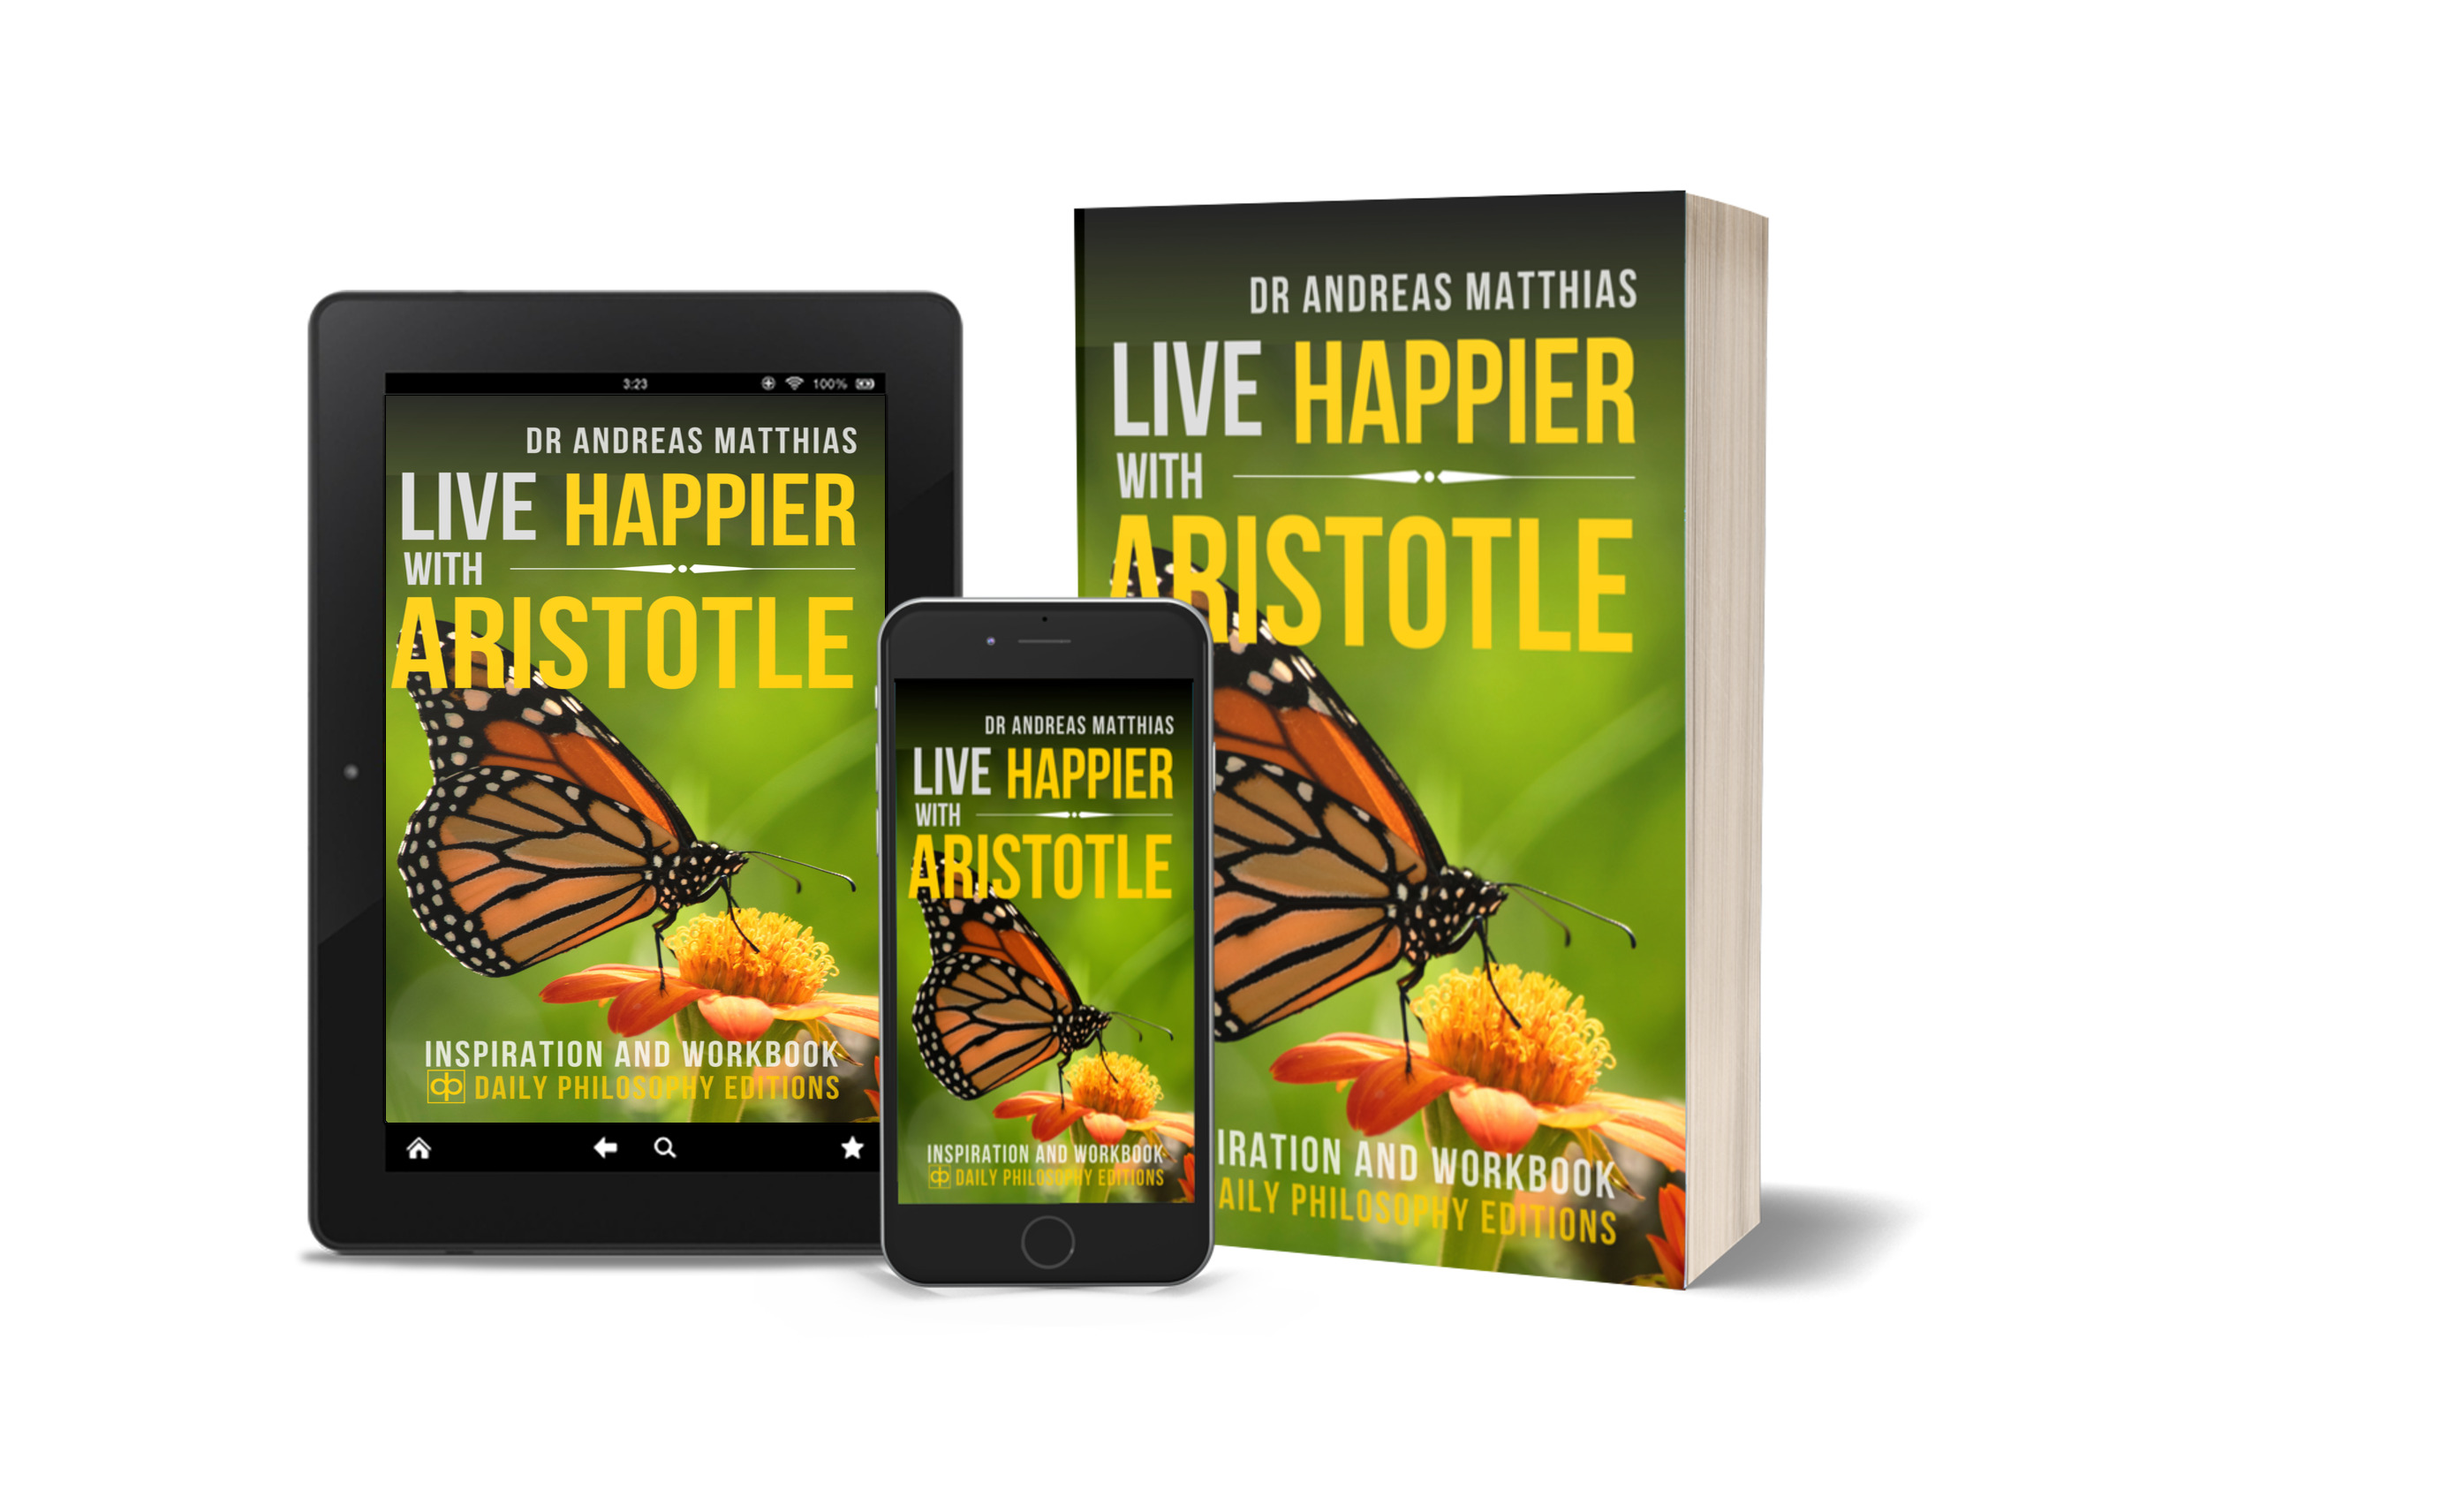 3:23 100%
DR ANDREAS MATTHIAS
LIVE HAPPIER
WITH
ARISTOTLE
INSPIRATION AND WORKBOOK
dp DAILY PHILOSOPHY EDITIONS
DR ANDREAS MATTHIAS
LIVE HAPPIER
WITH
ARISTOTLE
INSPIRATION AND WORKBOOK
dp DAILY PHILOSOPHY EDITIONS
DR ANDREAS MATTHIAS
LIVE HAPPIER
WITH
ARISTOTLE
IRATION AND WORKBOOK
AILY PHILOSOPHY EDITIONS